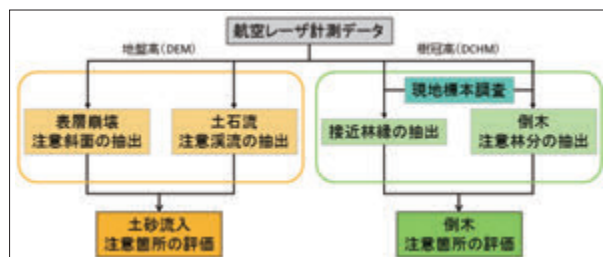 航空レーザ計測データ
地盤高(DEM)
樹冠高(DCHM)
現地標本調査
表層崩壊
注意斜面の抽出
土石流
注意渓流の抽出
接近林縁の抽出
倒木
注意林分の抽出
土砂流入
注意箇所の評価
倒木
注意箇所の評価